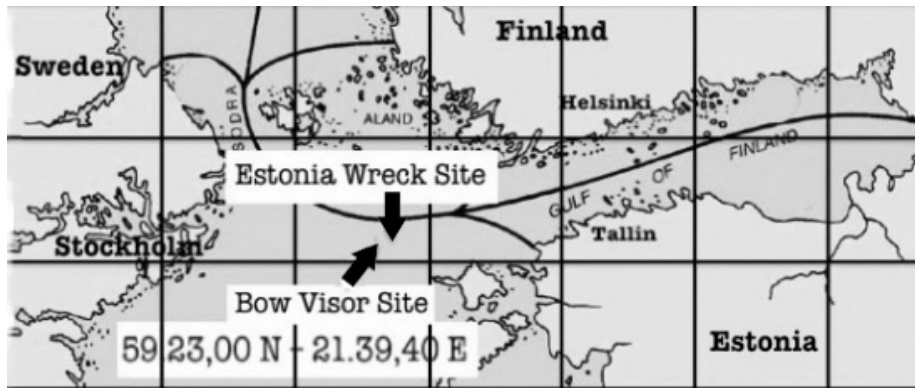 Finland
Sweden
Helsinki
ALAND
SODRA
FINLAND
OF
GULF
Estonia Wreck Site
Tallin
Stockholm
Bow Visor Site
59.23,00 N - 21.39,40 E
Estonia